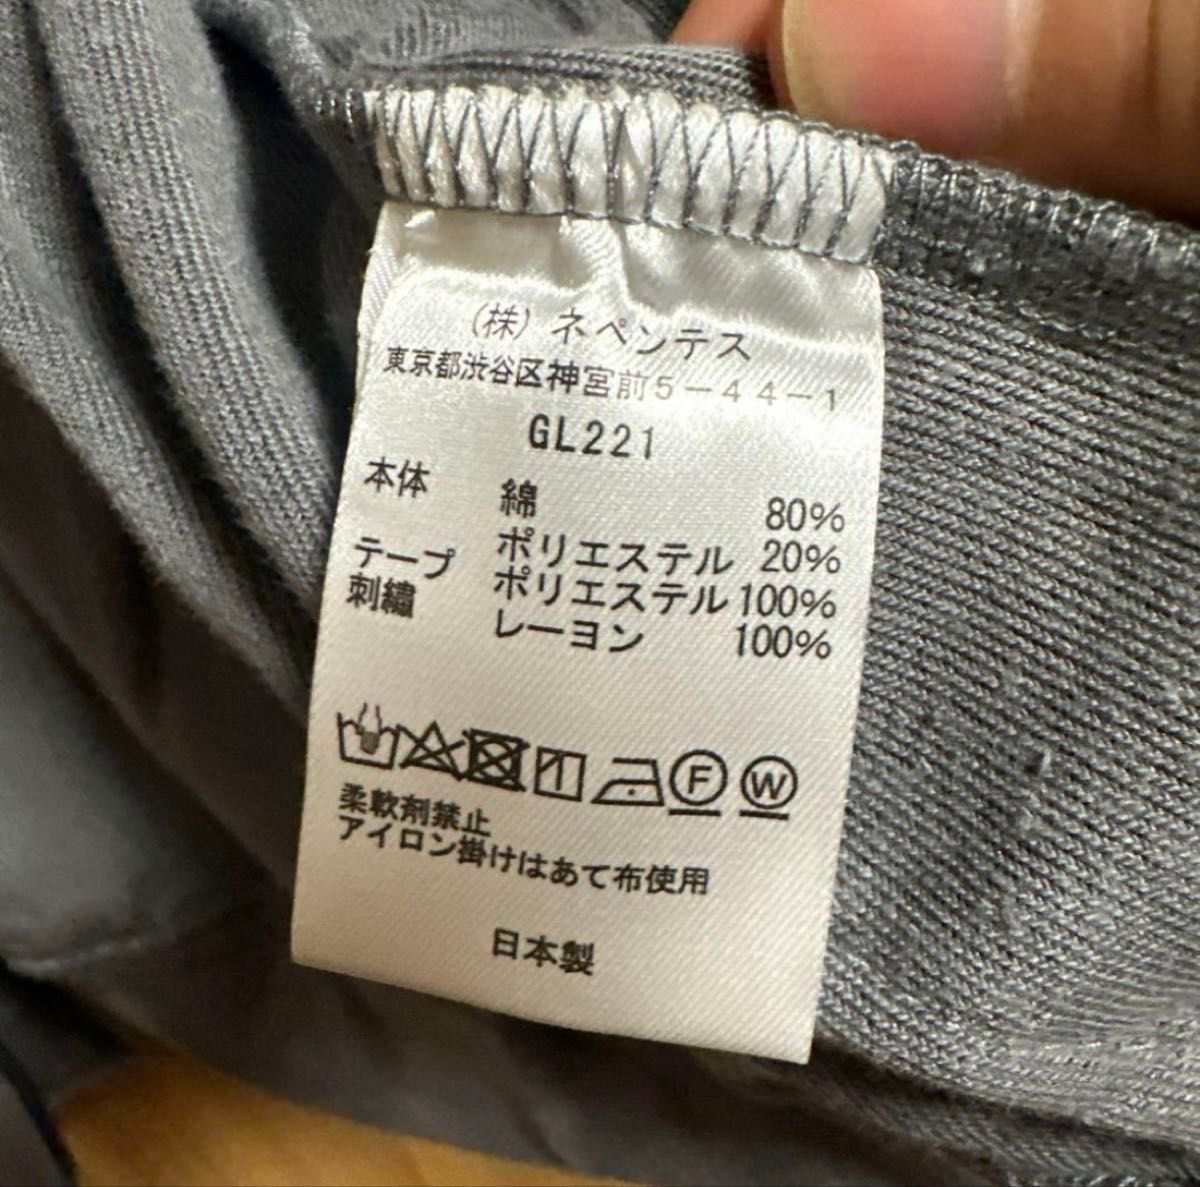 (株) ネペンテス
東京都渋谷区神宮前5-44-1
GL221
本体 綿 80%
ポリエステル 20%
テープ ポリエステル 100%
刺繡 レーヨン 100%
F W
柔軟剤禁止
アイロン掛けはあて布使用
日本製